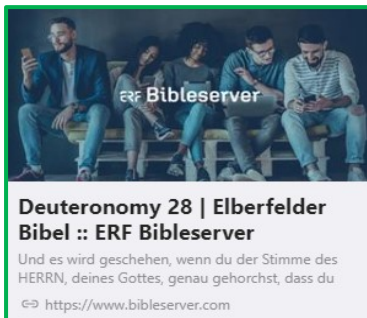 ERF Bibleserver
Deuteronomy 28 | Elberfelder
Bibel :: ERF Bibleserver
Und es wird geschehen, wenn du der Stimme des
HERRN, deines Gottes, genau gehorchst, dass du
https://www.bibleserver.com